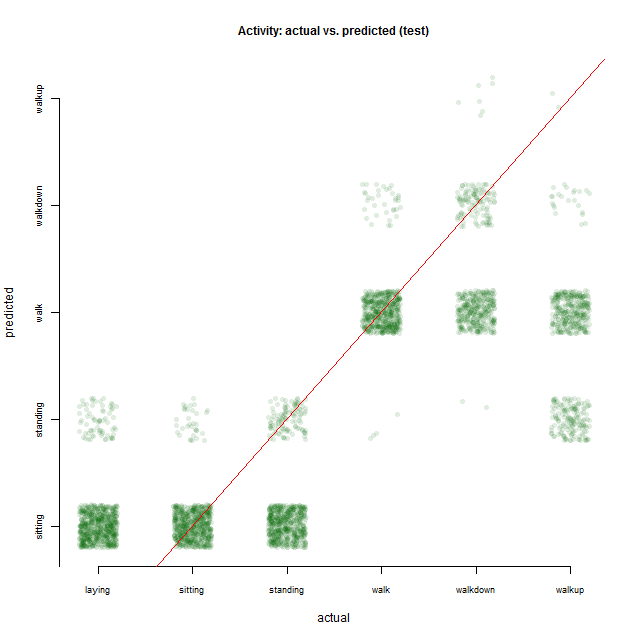 Activity: actual vs. predicted (test)
predicted
walkup
walkdown
walk
standing
sitting
laying
sitting
standing
walk
walkdown
walkup
actual